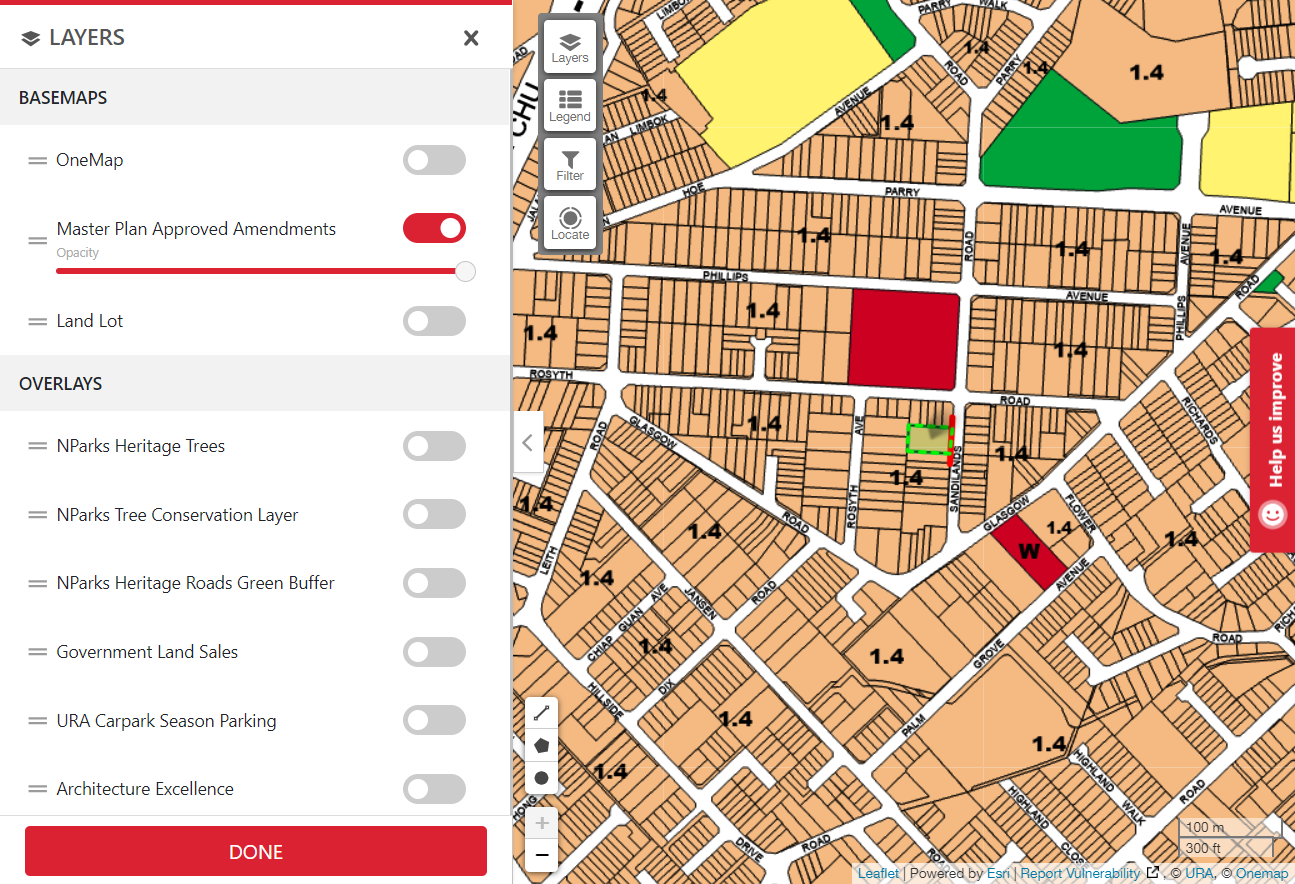 LAYERS
BASEMAPS
OneMap
Master Plan Approved Amendments
Opacity
Land Lot
OVERLAYS
NParks Heritage Trees
NParks Tree Conservation Layer
NParks Heritage Roads Green Buffer
Government Land Sales
URA Carpark Season Parking
Architecture Excellence
DONE
Layers
Legend
Filter
Locate
PARRY
WALK
1.4
ROAD
PARRY
1.4
1.4
1.4
LIMBOK
AVENUE
1.4
HOE
PARRY
AVENUE
1.4
ROAD
1.4
AVENUE
1.4
PHILLIPS
AVENUE
PHILLIPS
ROAD
1.4
1.4
1.4
ROSYTH
ROAD
GLASGOW
1.4
AVE
RICHARDS
ROAD
1.4
1.4
SANDILANDS
1.4
ROSYTH
GLASGOW
FLOWER
1.4
1.4
ROAD
1.4
W
LEITH
1.4
AVENUE
ROAD
JANSEN
AVE
GUAN
CHIAP
1.4
1.4
GROVE
ROAD
DIX
HILLSIDE
1.4
PALM
1.4
1.4
HIGHLAND
WALK
HIGHLAND
ROAD
DRIVE
ROAD
Help us improve
100 m
300 ft
+
−
Leaflet | Powered by Esri | Report Vulnerability , © URA, © Onemap